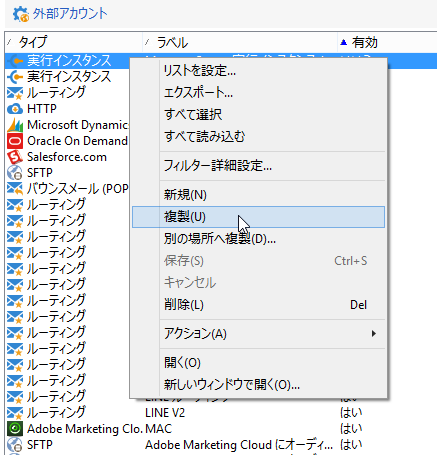 外部アカウント
タイプ ラベル 有効
実行インスタンス
実行インスタンス
ルーティング
HTTP
Microsoft Dynamic
Oracle On Demand
Salesforce.com
SFTP
バウンスメール (POP
ルーティング
ルーティング
ルーティング
ルーティング
ルーティング
ルーティング
ルーティング
ルーティング
ルーティング
ルーティング
ルーティング
ルーティング
ルーティング LINE V2 はい
Adobe Marketing Clo. MAC はい
SFTP Adobe Marketing Cloud にオーディ... はい
リストを設定...
エクスポート...
すべて選択
すべて読み込む
フィルター詳細設定...
新規(N)
複製(U)
別の場所へ複製(D)...
保存(S) Ctrl+S
キャンセル
削除(L) Del
アクション(A)
開く(O)
新しいウィンドウで開く(O)...